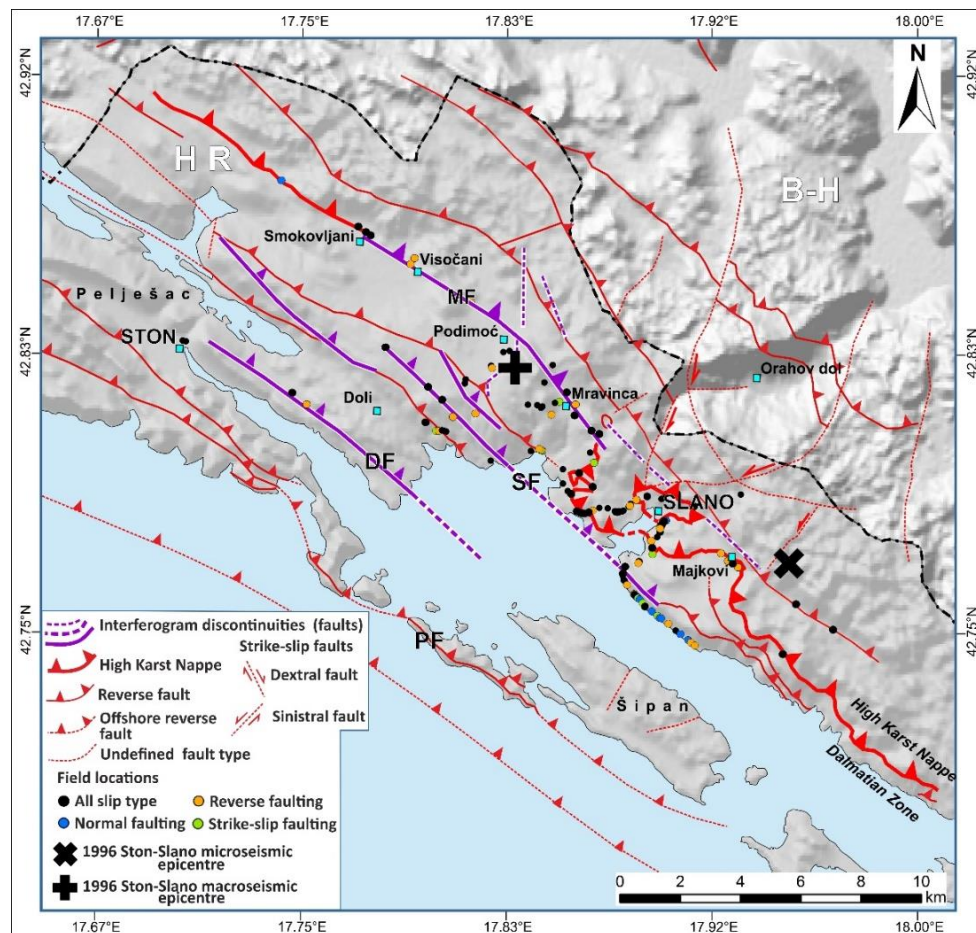 17.67°E
17.75°E
17.83°E
17.92°E
18.00°E
42.92°N
42.92°N
N
H R
B-H
Smokovljani
Visočani
MF
Pelješac
STON
Podimoć
42.83°N
42.83°N
Orahov dol
Mravinca
Doli
DF
SF
SLANO
Majkovi
42.75°N
42.75°N
PF
Šipan
High Karst Nappe
Dalmatian Zone
Interferogram discontinuities (faults)
Strike-slip faults
High Karst Nappe
Dextral fault
Reverse fault
Offshore reverse
fault
Sinistral fault
Undefined fault type
Field locations
All slip type
Reverse faulting
Normal faulting
Strike-slip faulting
1996 Ston-Slano microseismic
epicentre
1996 Ston-Slano macroseismic
epicentre
0 2 4 6 8 10
km
17.67°E
17.75°E
17.83°E
17.92°E
18.00°E